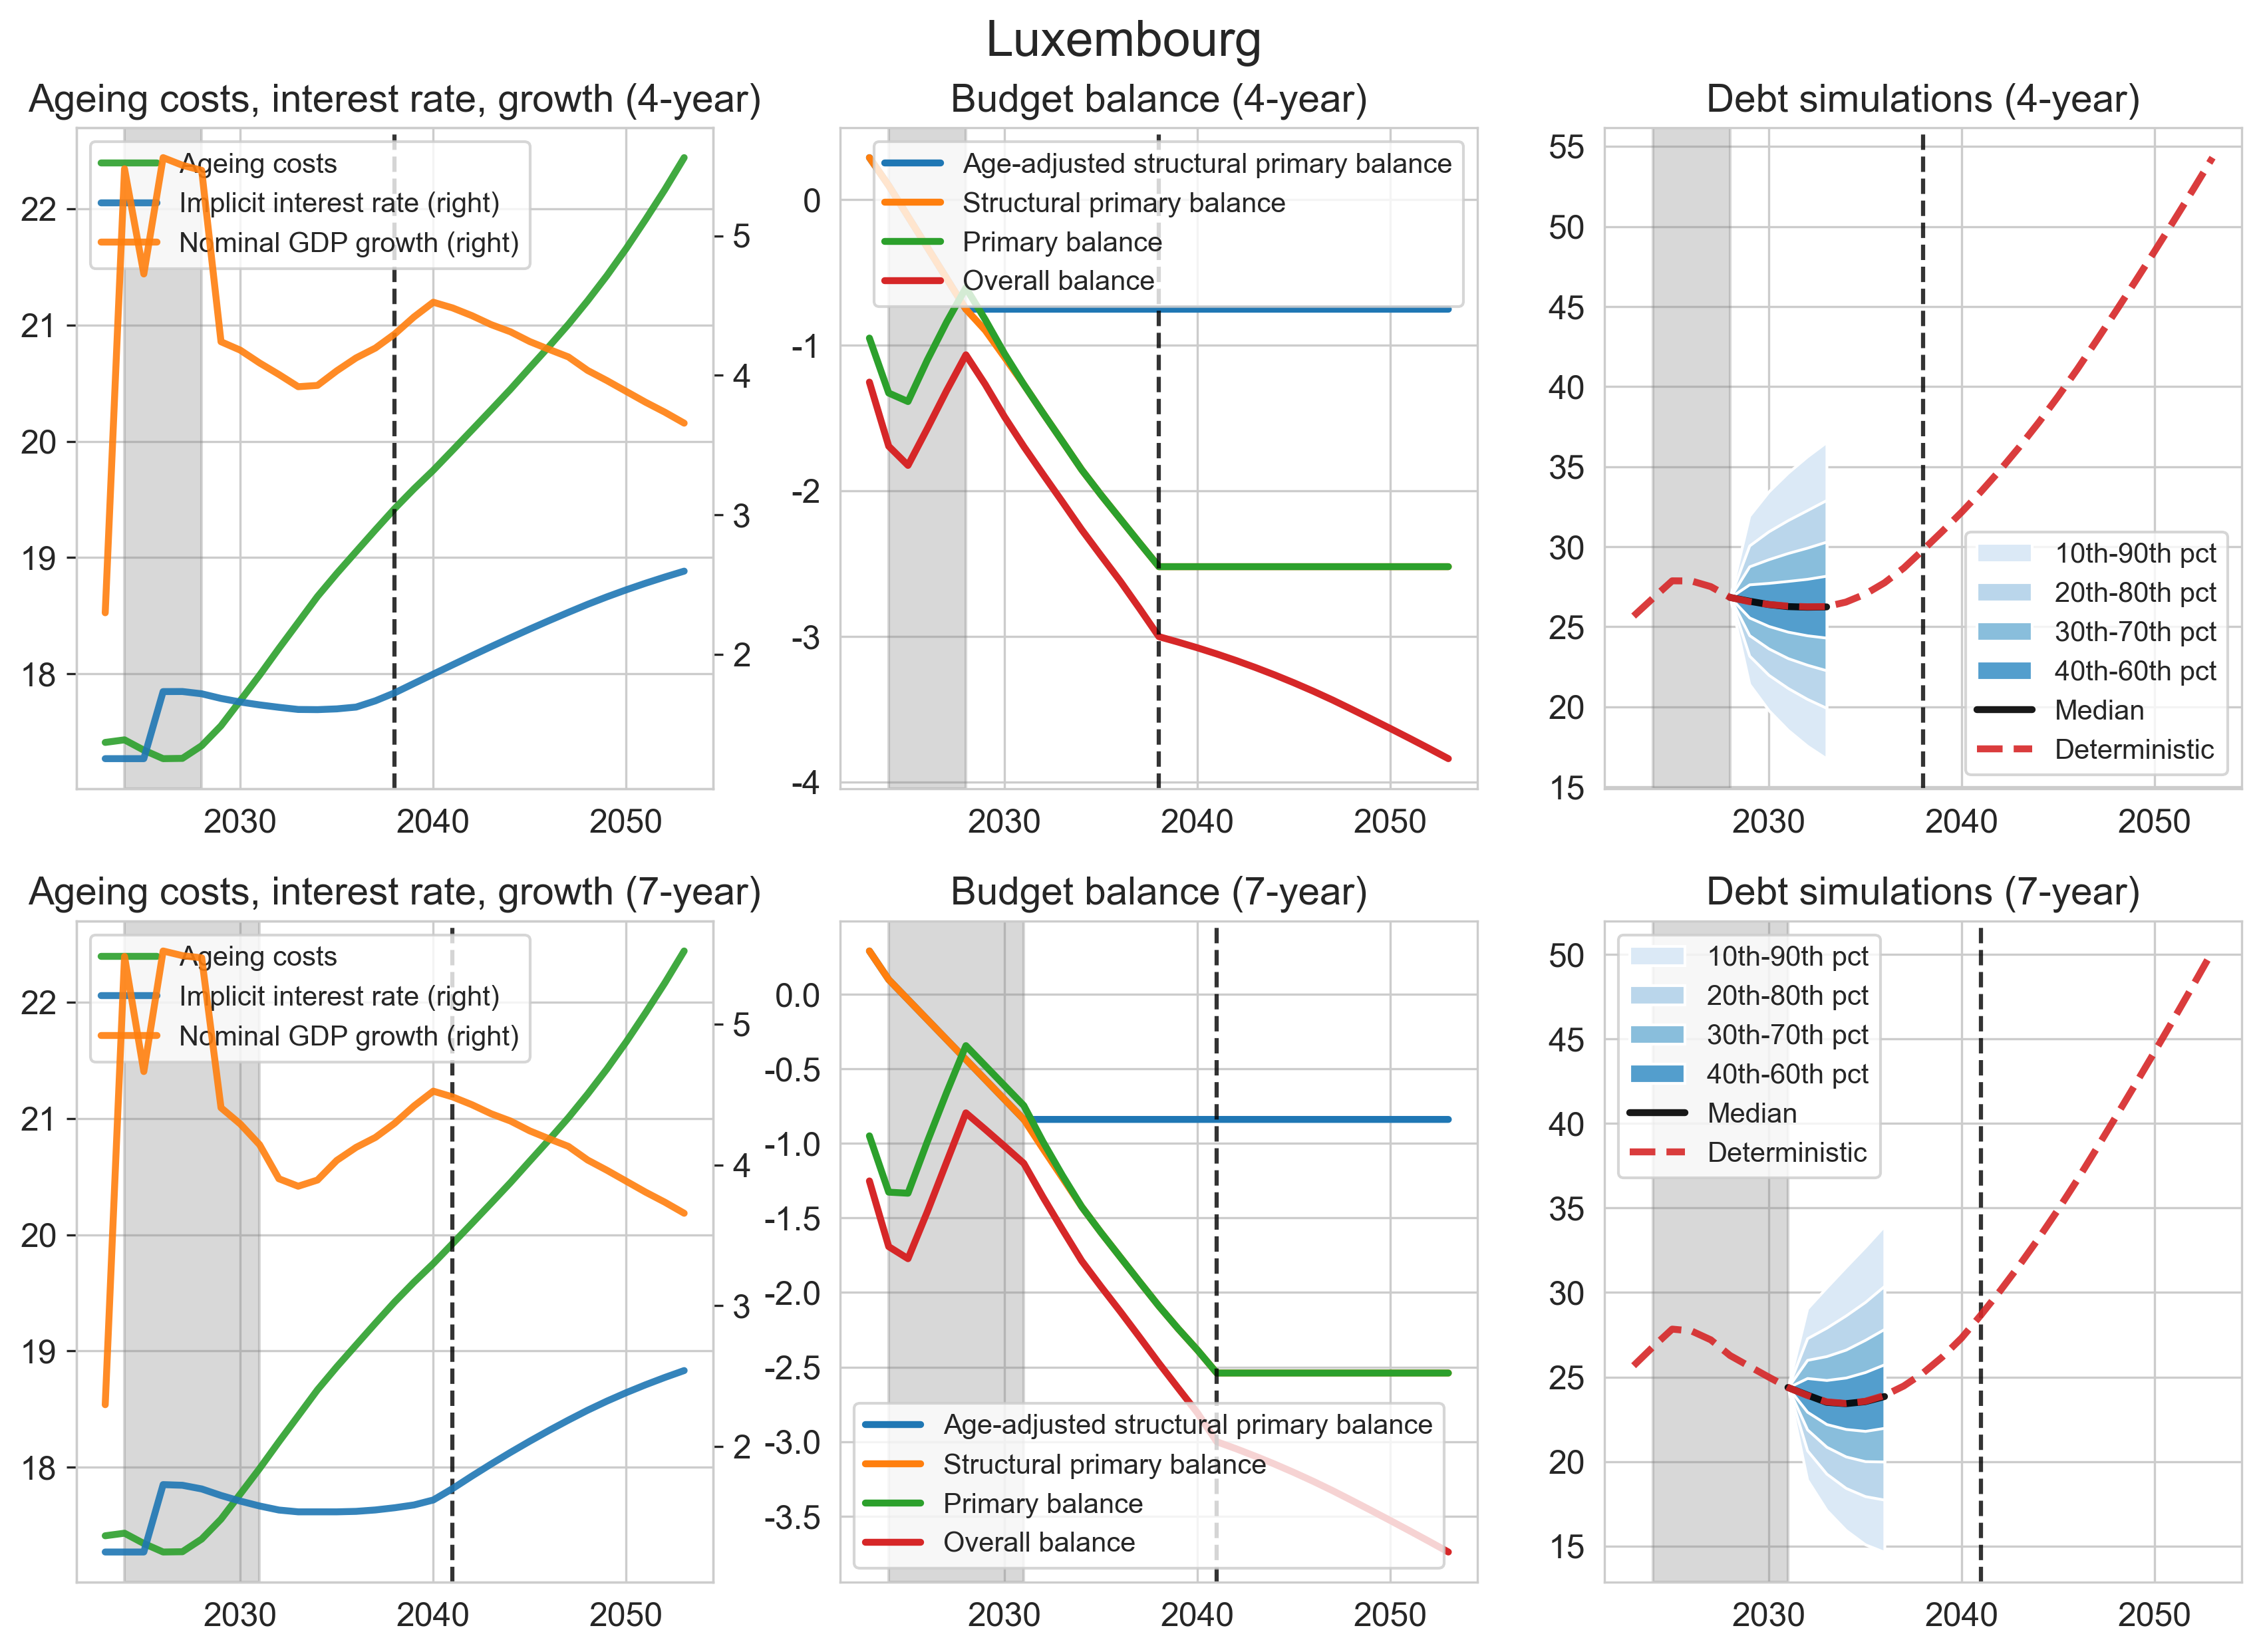 Luxembourg
Ageing costs, interest rate, growth (4-year)
Ageing costs
Implicit interest rate (right)
Nominal GDP growth (right)
22
21
20
19
18
5
4
3
2
2030 2040 2050
Budget balance (4-year)
Age-adjusted structural primary balance
Structural primary balance
Primary balance
Overall balance
0
-1
-2
-3
-4
2030 2040 2050
Debt simulations (4-year)
55
50
45
40
35
30
25
20
15
10th-90th pct
20th-80th pct
30th-70th pct
40th-60th pct
Median
Deterministic
2030 2040 2050
Ageing costs, interest rate, growth (7-year)
Ageing costs
Implicit interest rate (right)
Nominal GDP growth (right)
22
21
20
19
18
5
4
3
2
2030 2040 2050
Budget balance (7-year)
0.0
-0.5
-1.0
-1.5
-2.0
-2.5
-3.0
-3.5
Age-adjusted structural primary balance
Structural primary balance
Primary balance
Overall balance
2030 2040 2050
Debt simulations (7-year)
10th-90th pct
20th-80th pct
30th-70th pct
40th-60th pct
Median
Deterministic
50
45
40
35
30
25
20
15
2030 2040 2050